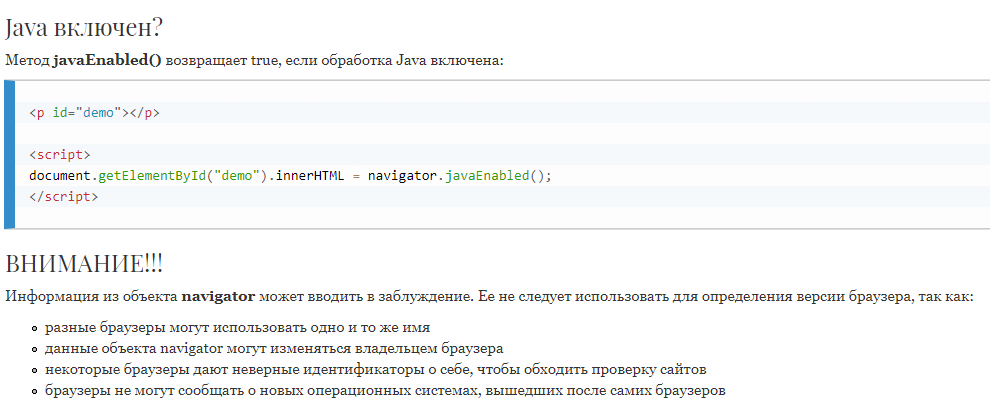 Java включен?
Метод javaEnabled() возвращает true, если обработка Java включена:
<p id="demo"></p>
<script>
document.getElementById("demo").innerHTML = navigator.javaEnabled();
</script>
ВНИМАНИЕ!!!
Информация из объекта navigator может вводить в заблуждение. Ее не следует использовать для определения версии браузера, так как:
разные браузеры могут использовать одно и то же имя
данные объекта navigator могут изменяться владельцем браузера
некоторые браузеры дают неверные идентификаторы о себе, чтобы обходить проверку сайтов
браузеры не могут сообщать о новых операционных системах, вышедших после самих браузеров